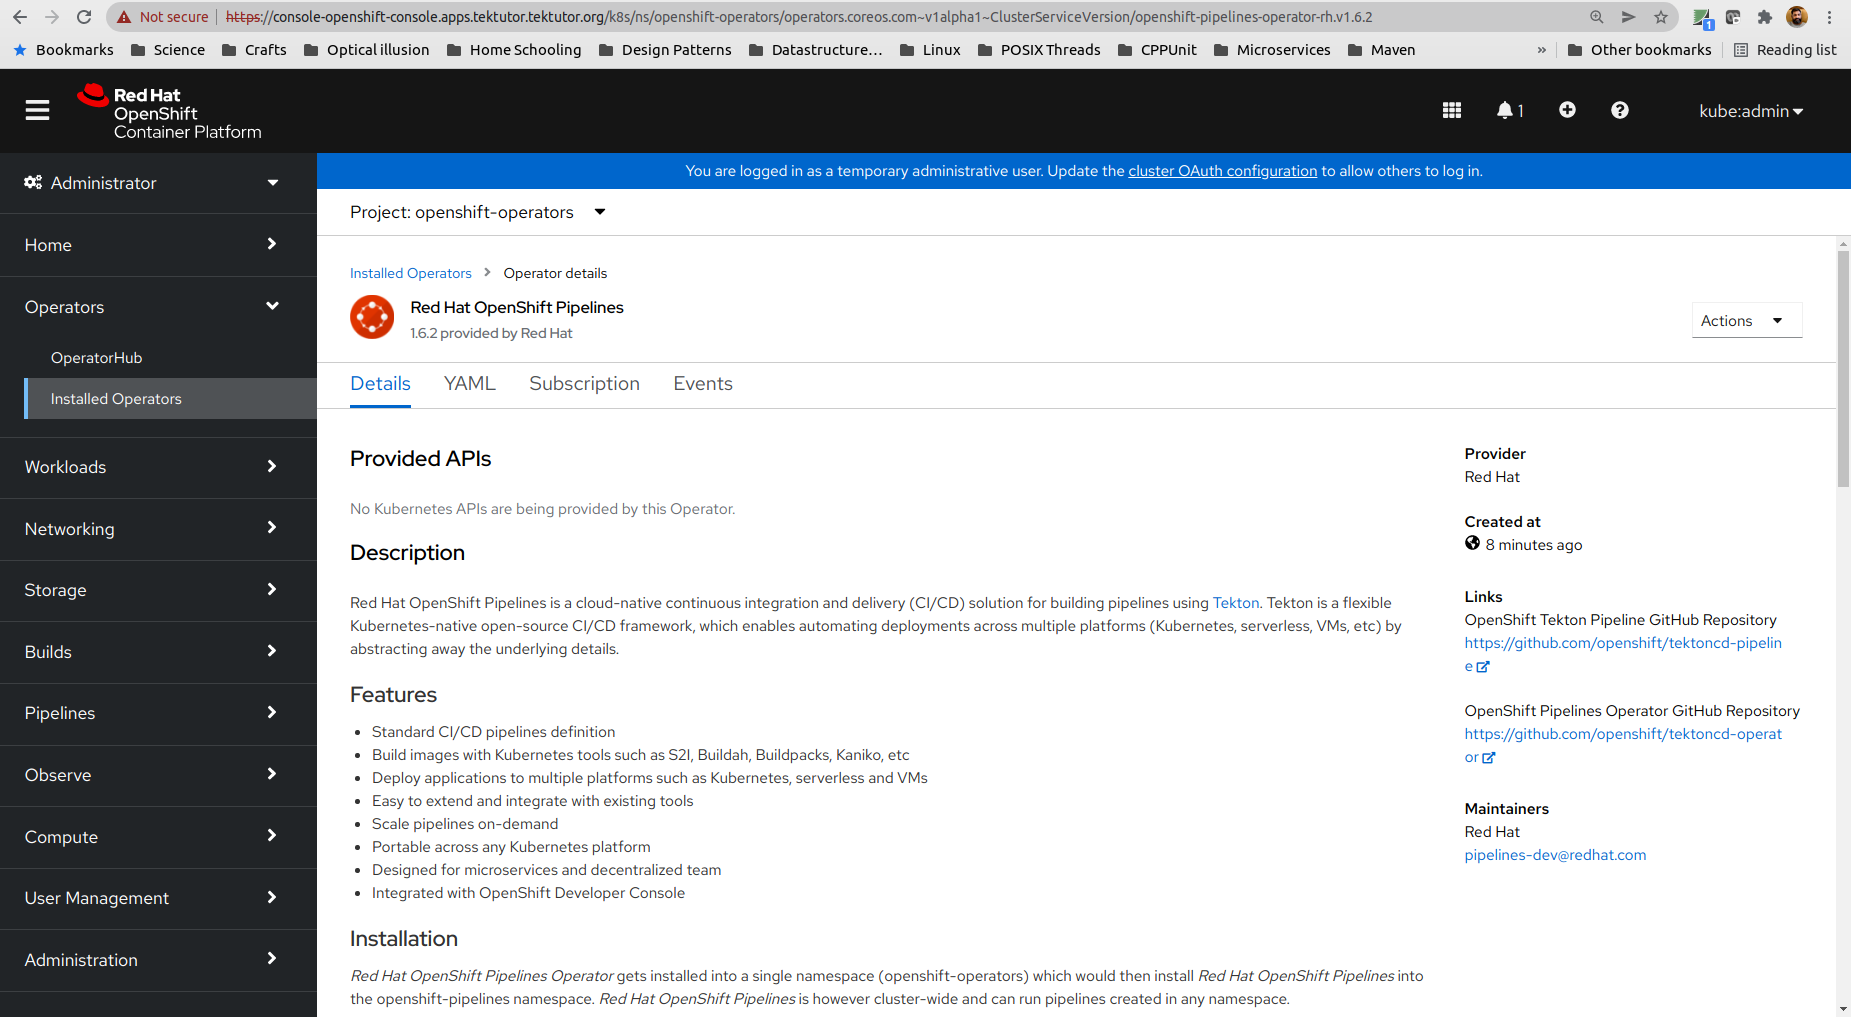 Not secure https://console-openshift-console.apps.tektutor.tektutor.org/k8s/ns/openshift-operators/operators.coreos.com~v1alpha1~ClusterServiceVersion/openshift-pipelines-operator-rh.v1.6.2
1
Bookmarks Science Crafts Optical illusion Home Schooling Design Patterns Datastructure… Linux POSIX Threads CPPUnit Microservices Maven » Other bookmarks Reading list
Red Hat
OpenShift
Container Platform
1
kube:admin
Administrator
Home
Operators
OperatorHub
Installed Operators
Workloads
Networking
Storage
Builds
Pipelines
Observe
Compute
User Management
Administration
You are logged in as a temporary administrative user. Update the cluster OAuth configuration to allow others to log in.
Project: openshift-operators
Installed Operators > Operator details
Red Hat OpenShift Pipelines
1.6.2 provided by Red Hat
Actions
Details YAML Subscription Events
Provided APIs
No Kubernetes APIs are being provided by this Operator.
Description
Red Hat OpenShift Pipelines is a cloud-native continuous integration and delivery (CI/CD) solution for building pipelines using Tekton. Tekton is a flexible
Kubernetes-native open-source CI/CD framework, which enables automating deployments across multiple platforms (Kubernetes, serverless, VMs, etc) by
abstracting away the underlying details.
Features
• Standard CI/CD pipelines definition
• Build images with Kubernetes tools such as S2I, Buildah, Buildpacks, Kaniko, etc
• Deploy applications to multiple platforms such as Kubernetes, serverless and VMs
• Easy to extend and integrate with existing tools
• Scale pipelines on-demand
• Portable across any Kubernetes platform
• Designed for microservices and decentralized team
• Integrated with OpenShift Developer Console
Installation
Red Hat OpenShift Pipelines Operator gets installed into a single namespace (openshift-operators) which would then install Red Hat OpenShift Pipelines into
the openshift-pipelines namespace. Red Hat OpenShift Pipelines is however cluster-wide and can run pipelines created in any namespace.
Provider
Red Hat
Created at
8 minutes ago
Links
OpenShift Tekton Pipeline GitHub Repository
https://github.com/openshift/tektoncd-pipelin
e
OpenShift Pipelines Operator GitHub Repository
https://github.com/openshift/tektoncd-operat
or
Maintainers
Red Hat
pipelines-dev@redhat.com